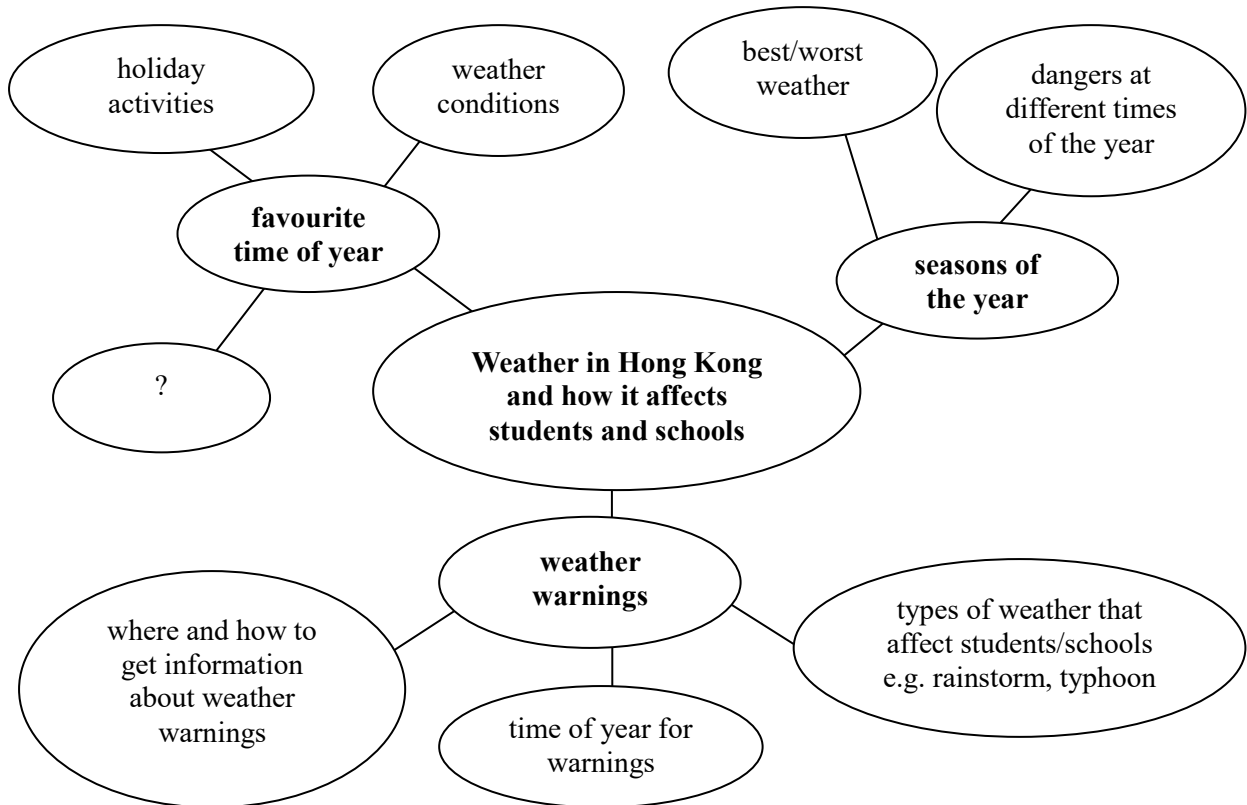 holiday
activities
weather
conditions
best/worst
weather
dangers at
different times
of the year
favourite
time of year
seasons of
the year
?
Weather in Hong Kong
and how it affects
students and schools
weather
warnings
where and how to
get information
about weather
warnings
time of year for
warnings
types of weather that
affect students/schools
e.g. rainstorm, typhoon